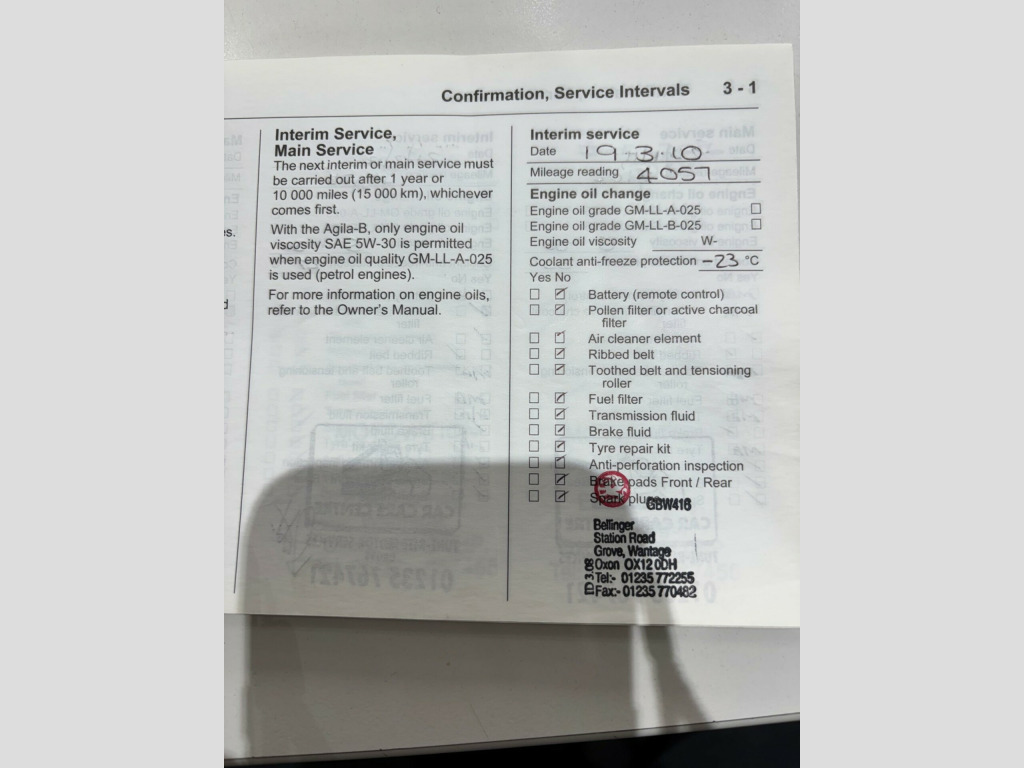 Confirmation, Service Intervals 3 - 1
Interim Service,
Main Service
The next interim or main service must
be carried out after 1 year or
10 000 miles (15 000 km), whichever
comes first.
With the Agila-B, only engine oil
viscosity SAE 5W-30 is permitted
when engine oil quality GM-LL-A-025
is used (petrol engines).
For more information on engine oils,
refer to the Owner's Manual.
Interim service
Date 19-3-10
Mileage reading 4057
Engine oil change
Engine oil grade GM-LL-A-025
Engine oil grade GM-LL-B-025
Engine oil viscosity W-
Coolant anti-freeze protection -23 °C
Yes No
Battery (remote control)
Pollen filter or active charcoal
filter
Air cleaner element
Ribbed belt
Toothed belt and tensioning
roller
Fuel filter
Transmission fluid
Brake fluid
Tyre repair kit
Anti-perforation inspection
Brake pads Front / Rear
Spark plugs
GBW416
Bellinger
Station Road
Grove, Wantage
Oxon OX12 0DH
Tel:- 01235 772255
Fax:- 01235 770482